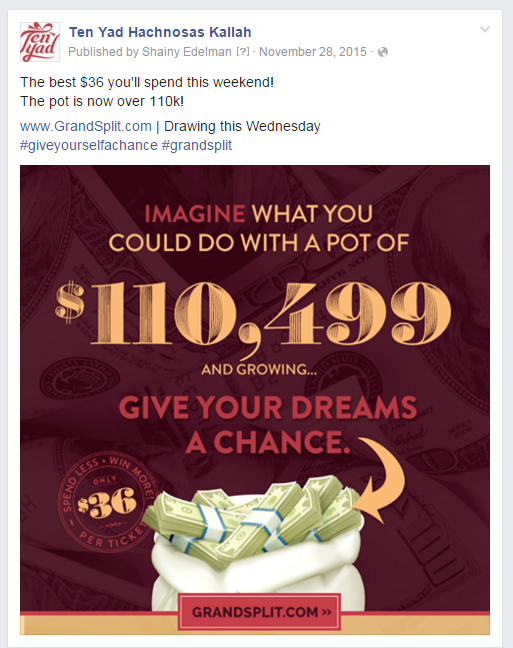 Ten yad
Ten Yad Hachnosas Kallah
Published by Shainy Edelman [?] · November 28, 2015 ·
The best $36 you'll spend this weekend!
The pot is now over 110k!
www.GrandSplit.com | Drawing this Wednesday
#giveyourselfachance #grandsplit
IMAGINE WHAT YOU
COULD DO WITH A POT OF
$110,499
AND GROWING...
GIVE YOUR DREAMS
A CHANCE.
SPEND LESS • WIN MORE!
ONLY
$36
PER TICKET
100
GRANDSPLIT.COM »